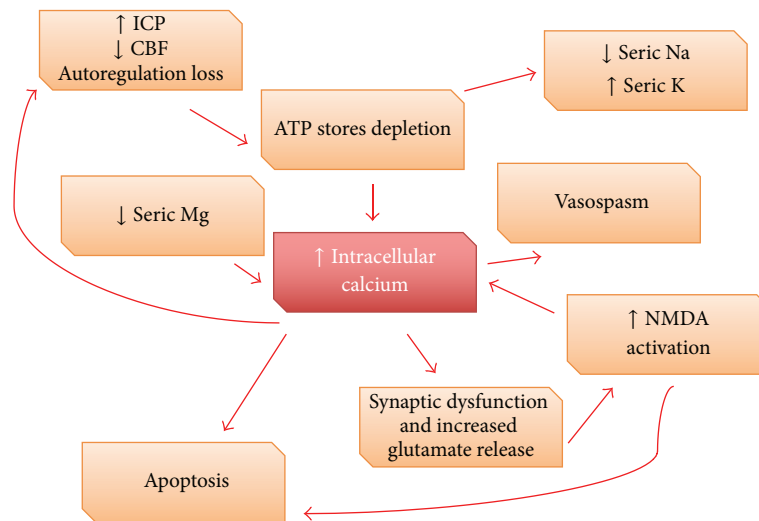 ↑ ICP
↓ CBF
Autoregulation loss
↓ Seric Na
↑ Seric K
ATP stores depletion
↓ Seric Mg
Vasospasm
↑ Intracellular
calcium
↑ NMDA
activation
Synaptic dysfunction
and increased
glutamate release
Apoptosis